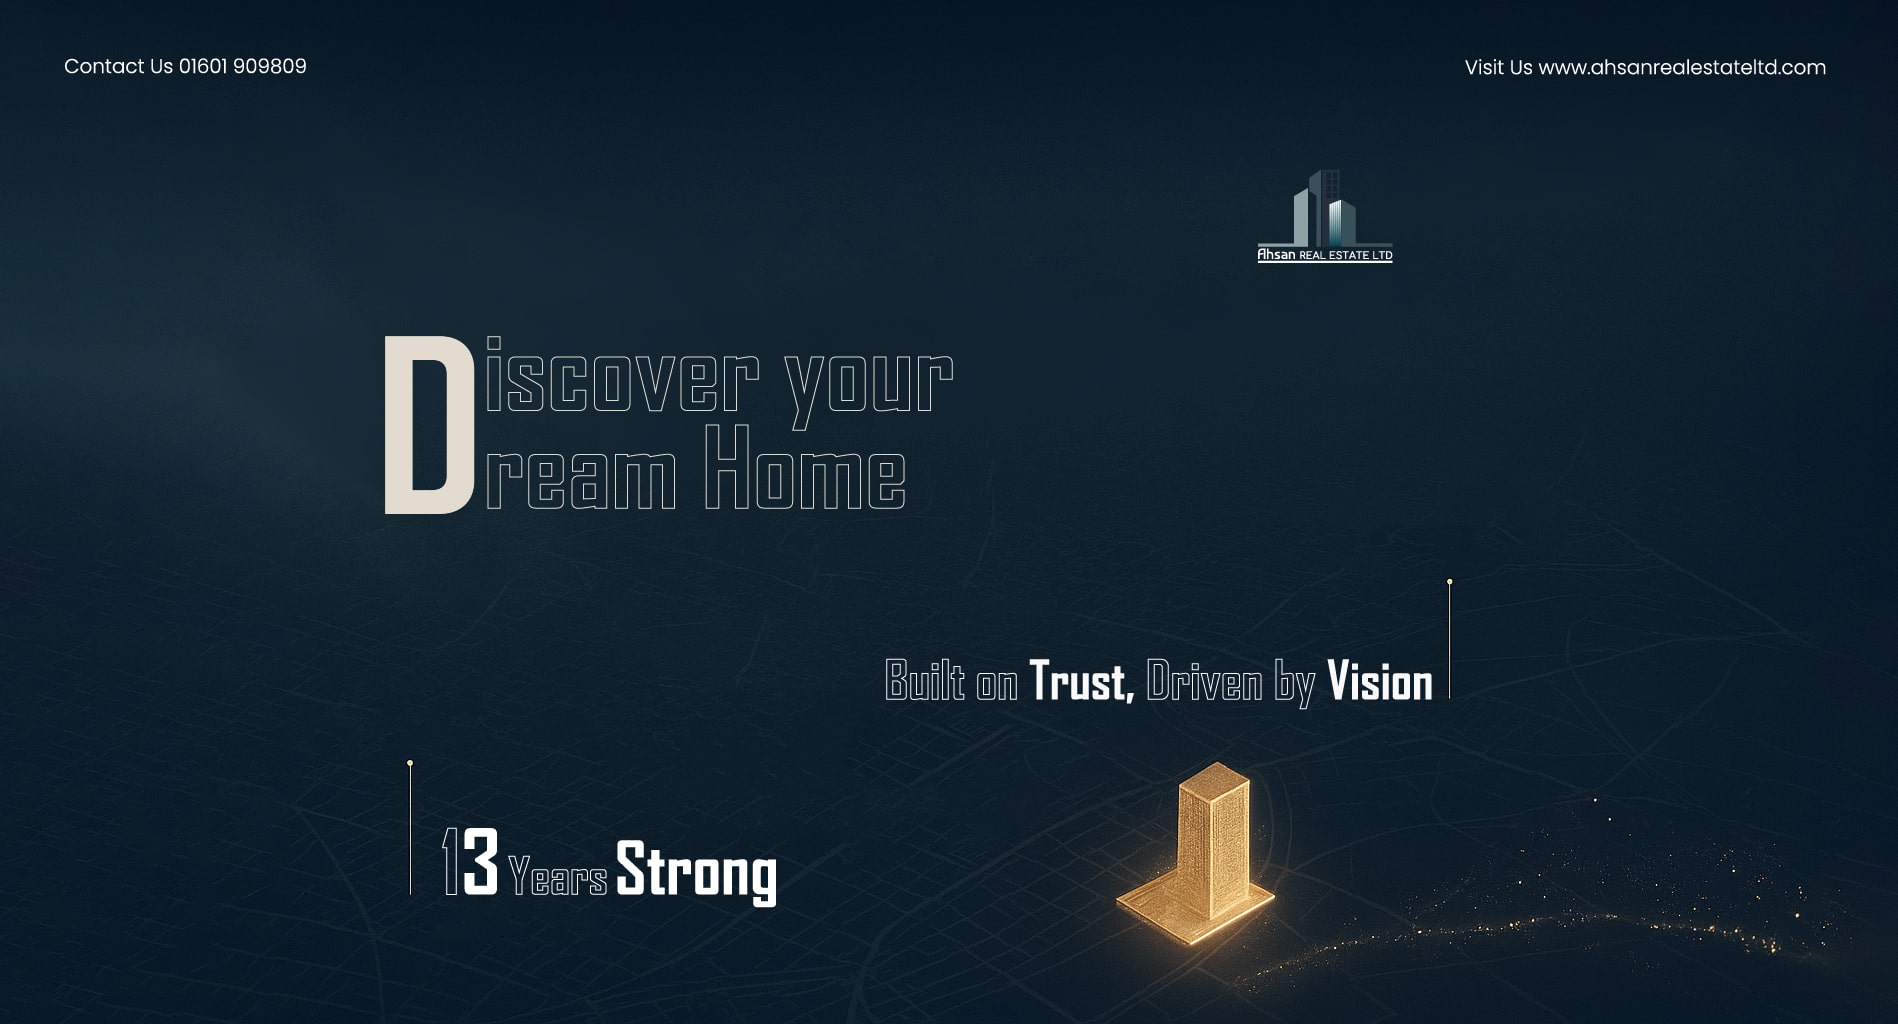 Contact Us 01601 909809
Visit Us www.ahsanrealestateltd.com
Ahsan REAL ESTATE LTD
Discover your
Dream Home
Built on Trust, Driven by Vision
13 Years Strong